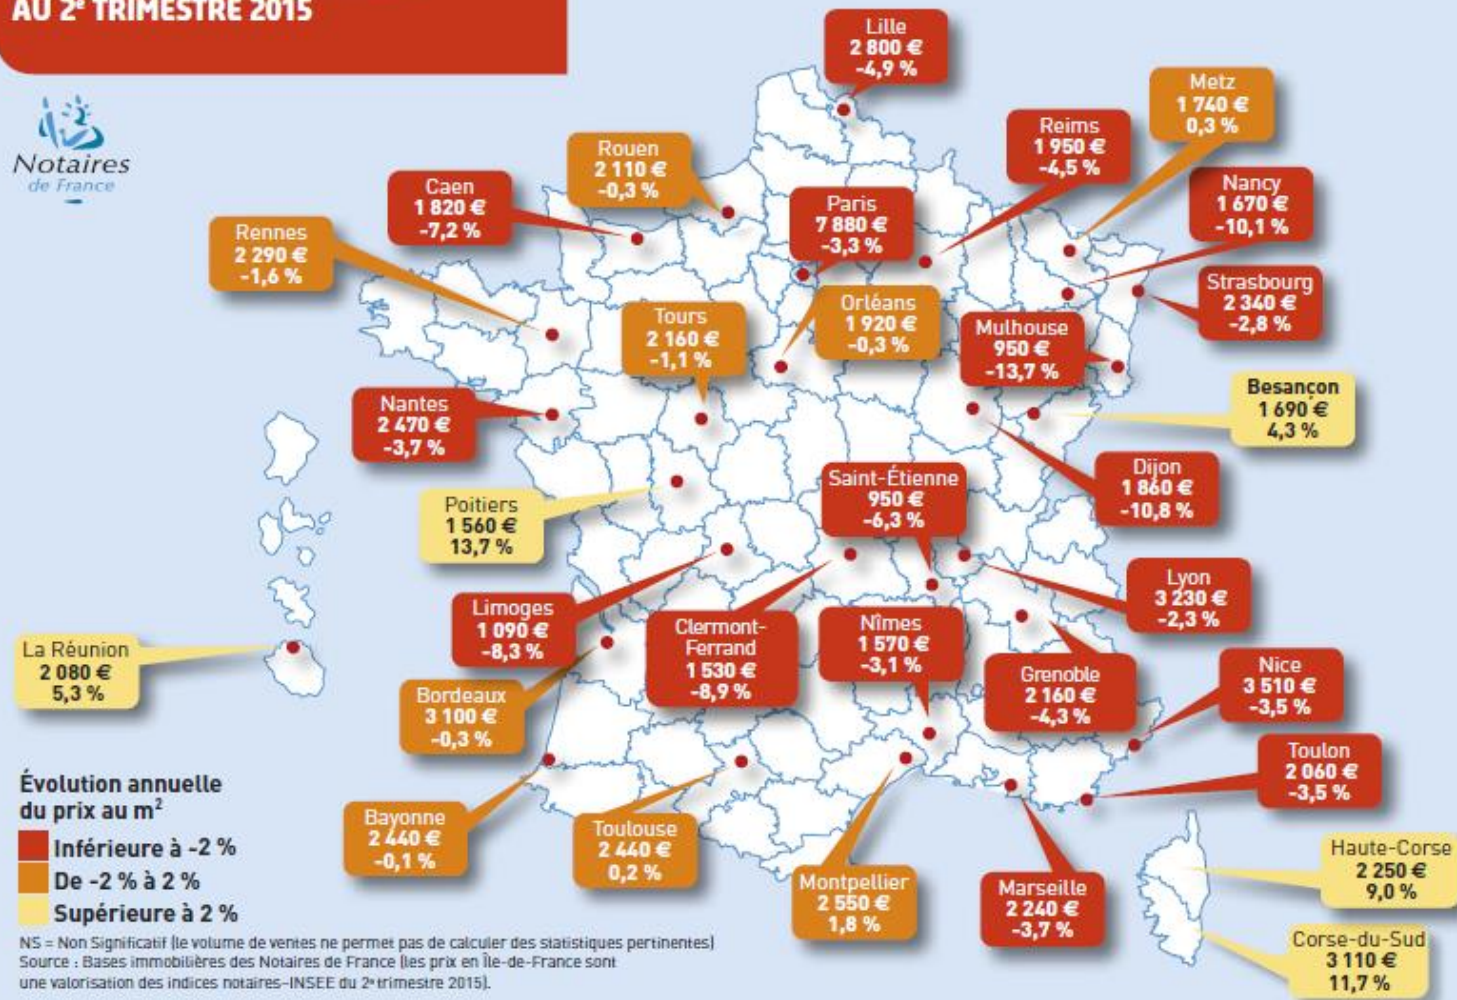 AU 2e TRIMESTRE 2015
Notaires
de France
Lille
2 800 €
-4,9 %
Metz
1 740 €
0,3 %
Reims
1 950 €
-4,5 %
Rouen
2 110 €
-0,3 %
Caen
1 820 €
-7,2 %
Paris
7 880 €
-3,3 %
Nancy
1 670 €
-10,1 %
Rennes
2 290 €
-1,6 %
Strasbourg
2 340 €
-2,8 %
Orléans
1 920 €
-0,3 %
Tours
2 160 €
-1,1 %
Mulhouse
950 €
-13,7 %
Besançon
1 690 €
4,3 %
Nantes
2 470 €
-3,7 %
Dijon
1 860 €
-10,8 %
Saint-Étienne
950 €
-6,3 %
Poitiers
1 560 €
13,7 %
Lyon
3 230 €
-2,3 %
Limoges
1 090 €
-8,3 %
Clermont-
Ferrand
1 530 €
-8,9 %
Nîmes
1 570 €
-3,1 %
La Réunion
2 080 €
5,3 %
Grenoble
2 160 €
-4,3 %
Nice
3 510 €
-3,5 %
Bordeaux
3 100 €
-0,3 %
Toulon
2 060 €
-3,5 %
Bayonne
2 440 €
-0,1 %
Toulouse
2 440 €
0,2 %
Montpellier
2 550 €
1,8 %
Marseille
2 240 €
-3,7 %
Haute-Corse
2 250 €
9,0 %
Corse-du-Sud
3 110 €
11,7 %
Évolution annuelle
du prix au m²
Inférieure à -2 %
De -2 % à 2 %
Supérieure à 2 %
NS = Non Significatif (le volume de ventes ne permet pas de calculer des statistiques pertinentes)
Source : Bases immobilières des Notaires de France (les prix en Île-de-France sont
une valorisation des indices notaires-INSEE du 2e trimestre 2015).